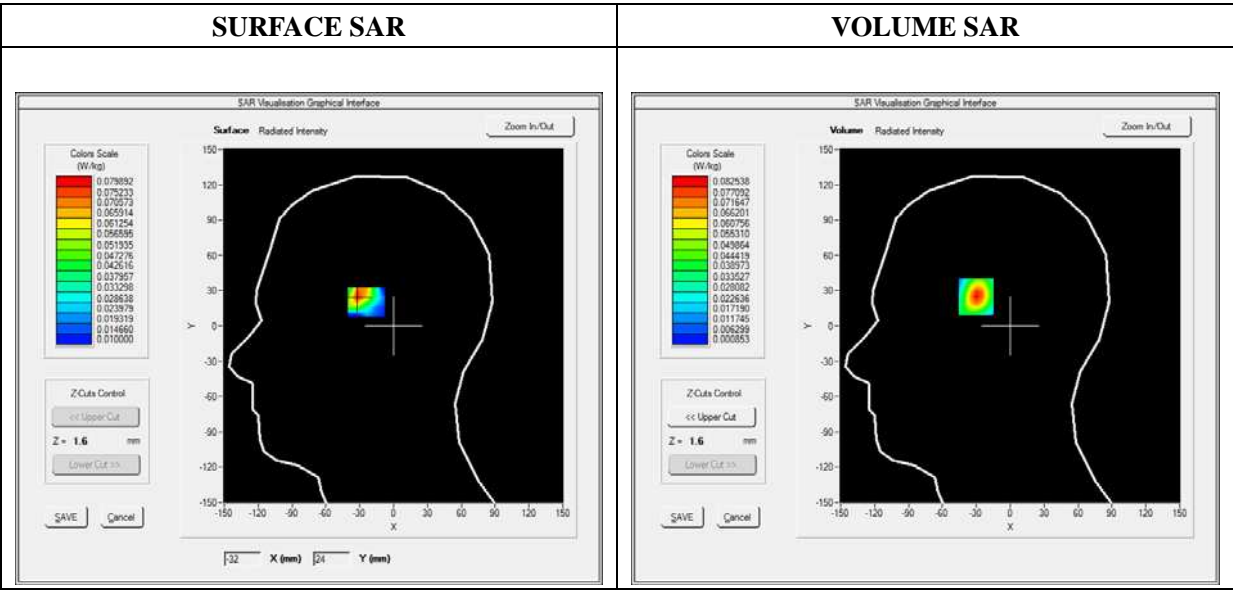 SURFACE SAR
VOLUME SAR
SAR Visualisation Graphical Interface
Surface Radiated Intensity
Zoom In/Out
Colors Scale
(W/kg)
0.079892
0.075233
0.070573
0.065914
0.061254
0.056595
0.051935
0.047276
0.042616
0.037957
0.033298
0.028638
0.023979
0.019319
0.014660
0.010000
Z-Cuts Control
<< Upper Cut
Z = 1.6 mm
Lower Cut >>
SAVE Cancel
150
120
90
60
30
0
-30
-60
-90
-120
-150
Y
-150 -120 -90 -60 -30 0 30 60 90 120 150
X
-32 X (mm) 24 Y (mm)
SAR Visualisation Graphical Interface
Volume Radiated Intensity
Zoom In/Out
Colors Scale
(W/kg)
0.082538
0.077092
0.071647
0.066201
0.060756
0.055310
0.049864
0.044419
0.038973
0.033527
0.028082
0.022636
0.017190
0.011745
0.006299
0.000853
Z-Cuts Control
<< Upper Cut
Z = 1.6 mm
Lower Cut >>
SAVE Cancel
150
120
90
60
30
0
-30
-60
-90
-120
-150
Y
-150 -120 -90 -60 -30 0 30 60 90 120 150
X